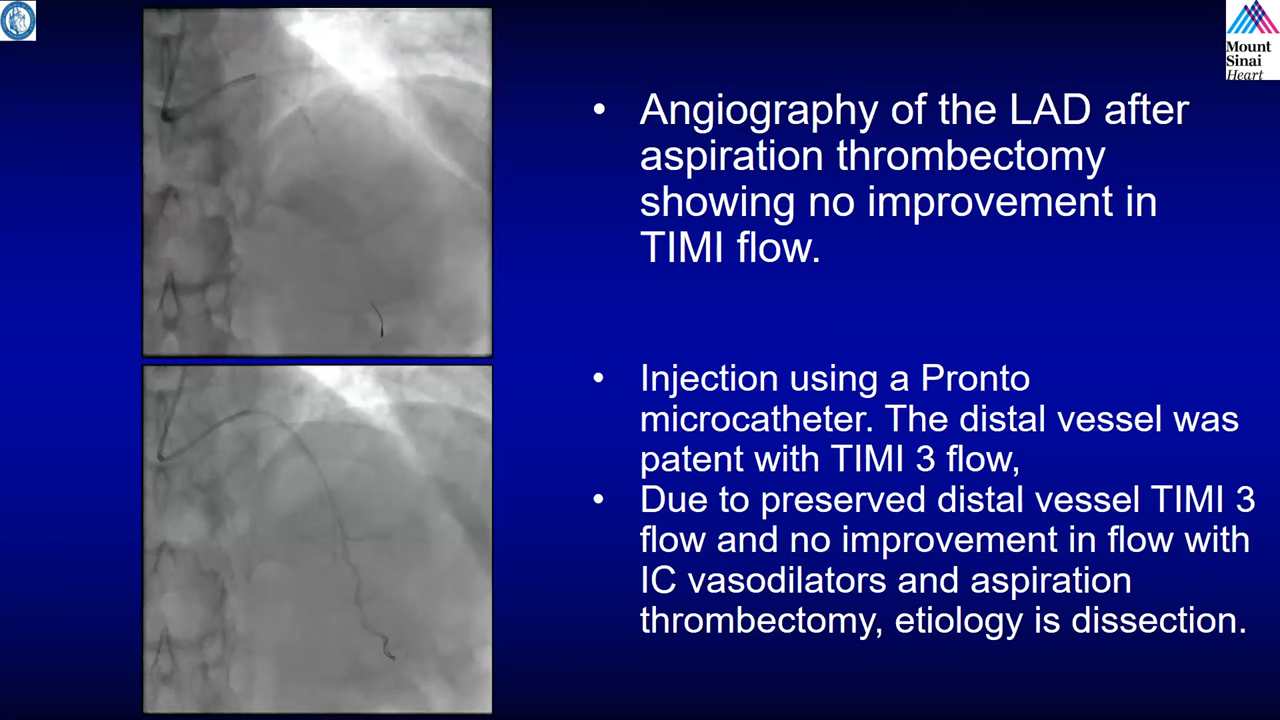 Mount
Sinai
Heart
• Angiography of the LAD after
aspiration thrombectomy
showing no improvement in
TIMI flow.
• Injection using a Pronto
microcatheter. The distal vessel was
patent with TIMI 3 flow,
• Due to preserved distal vessel TIMI 3
flow and no improvement in flow with
IC vasodilators and aspiration
thrombectomy, etiology is dissection.